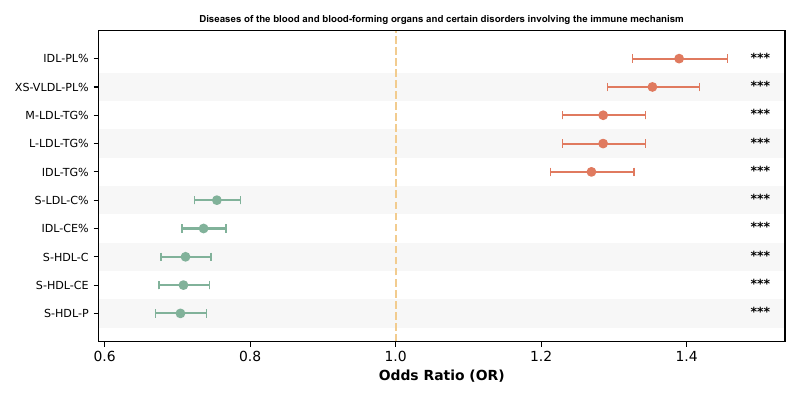 Diseases of the blood and blood-forming organs and certain disorders involving the immune mechanism
IDL-PL% ***
XS-VLDL-PL% ***
M-LDL-TG% ***
L-LDL-TG% ***
IDL-TG% ***
S-LDL-C% ***
IDL-CE% ***
S-HDL-C ***
S-HDL-CE ***
S-HDL-P ***
0.6 0.8 1.0 1.2 1.4
Odds Ratio (OR)